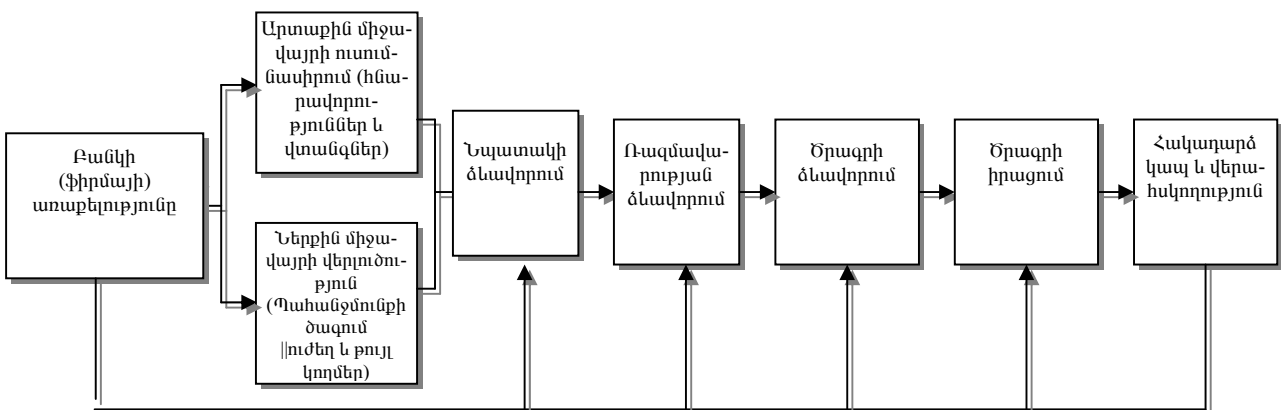 Բանկի
(ֆիրմայի)
առաքելությունը
Արտաքին միջա-
վայրի ուսում-
նասիրում (հնա-
րավորու-
թյուններ և
վտանգներ)
Ներքին միջա-
վայրի վերլուծու-
թյուն
(Պահանջմունքի
ծագում
||ուժեղ և թույլ
կողմեր)
Նպատակի
ձևավորում
Ռազմավա-
րության
ձևավորում
Ծրագրի
ձևավորում
Ծրագրի
իրացում
Հակադարձ
կապ և վերա-
հսկողություն